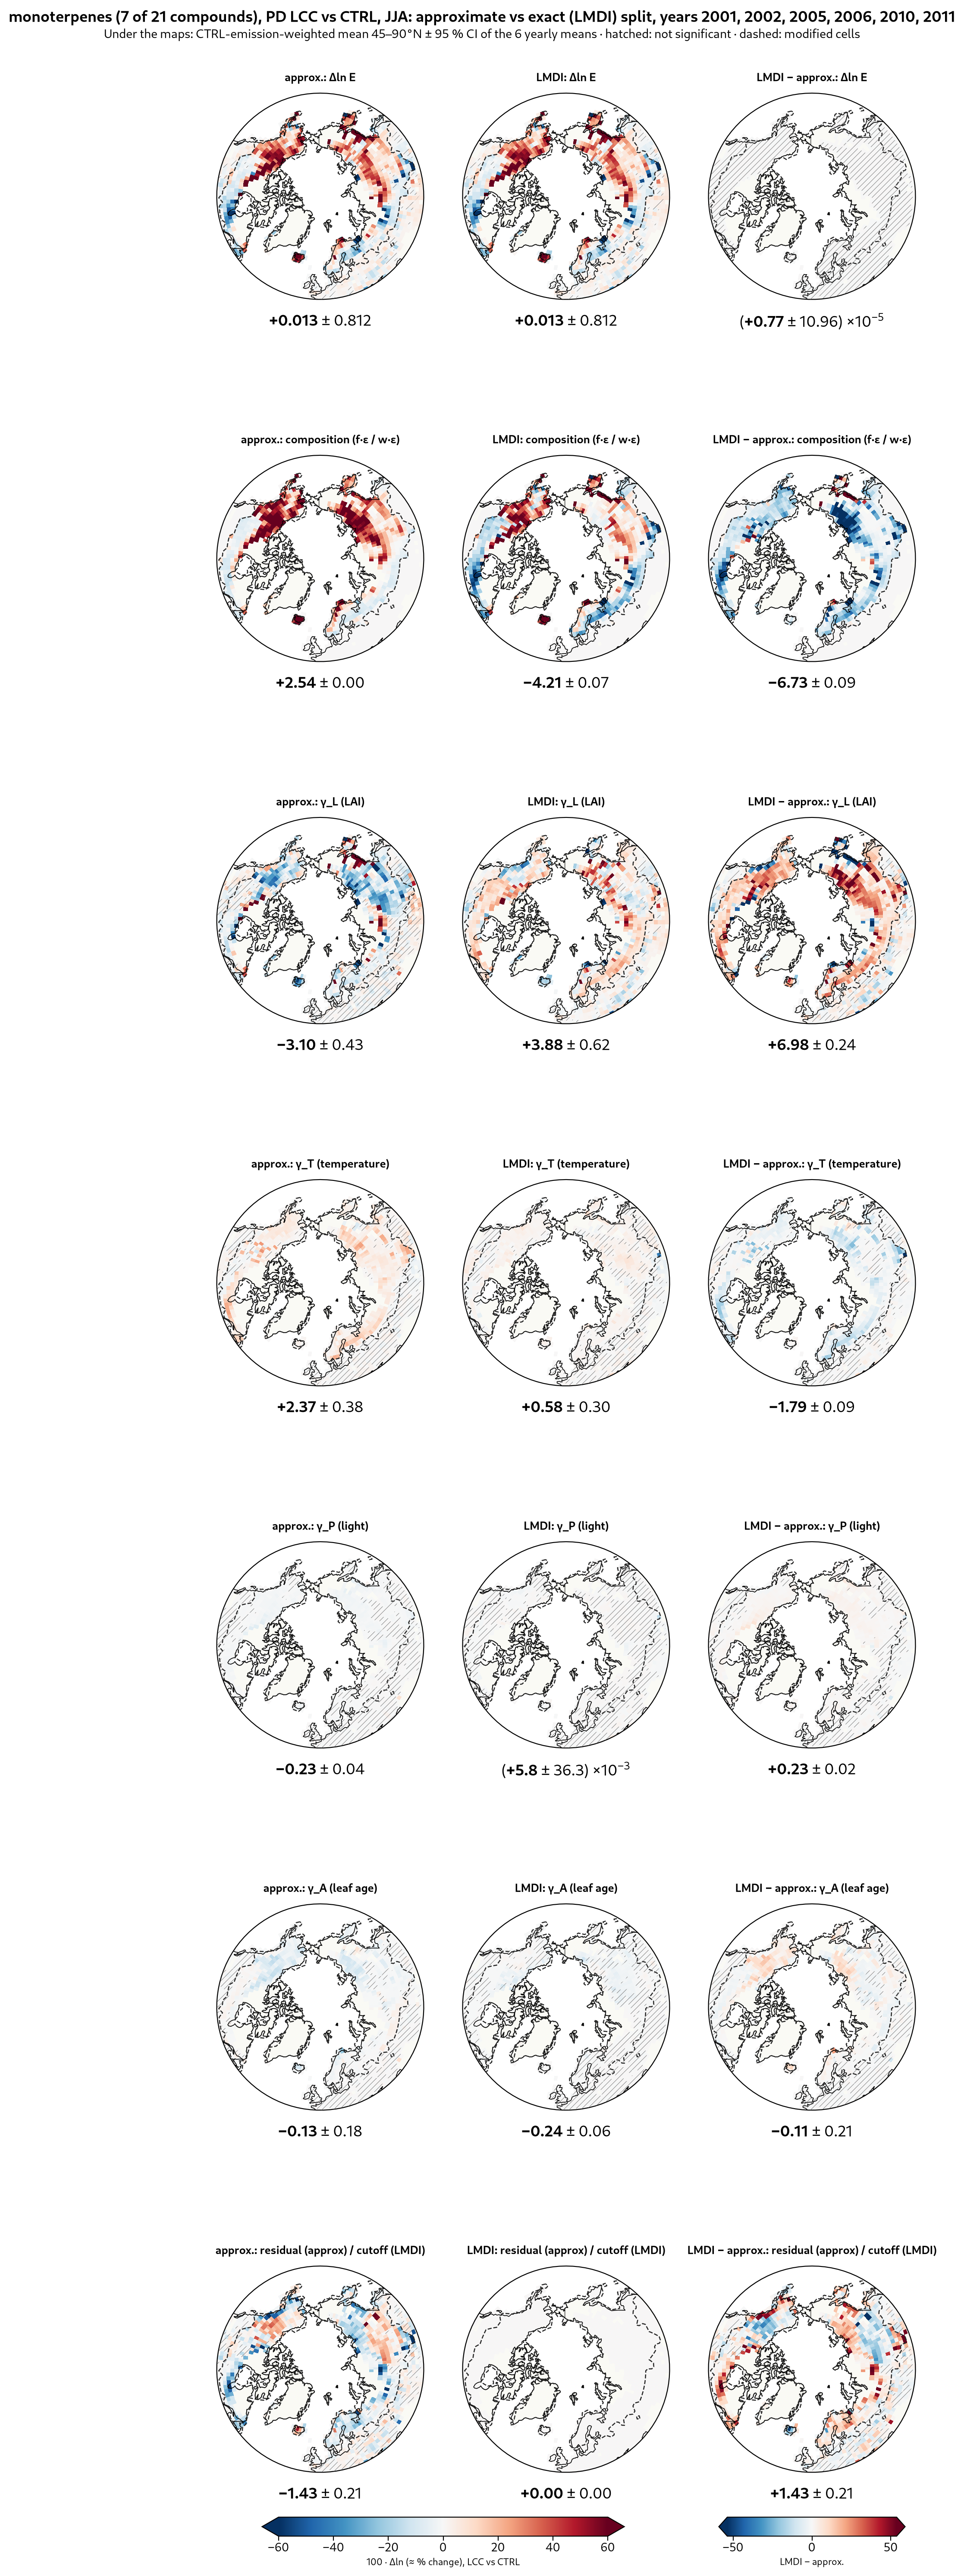 monoterpenes (7 of 21 compounds), PD LCC vs CTRL, JJA: approximate vs exact (LMDI) split, years 2001, 2002, 2005, 2006, 2010, 2011
Under the maps: CTRL-emission-weighted mean 45–90°N ± 95 % CI of the 6 yearly means · hatched: not significant · dashed: modified cells
approx.: Δln E
LMDI: Δln E
LMDI − approx.: Δln E
+0.013 ± 0.812
+0.013 ± 0.812
(+0.77 ± 10.96) ×10⁻⁵
approx.: composition (f·ε / w·ε)
LMDI: composition (f·ε / w·ε)
LMDI − approx.: composition (f·ε / w·ε)
+2.54 ± 0.00
−4.21 ± 0.07
−6.73 ± 0.09
approx.: γ_L (LAI)
LMDI: γ_L (LAI)
LMDI − approx.: γ_L (LAI)
−3.10 ± 0.43
+3.88 ± 0.62
+6.98 ± 0.24
approx.: γ_T (temperature)
LMDI: γ_T (temperature)
LMDI − approx.: γ_T (temperature)
+2.37 ± 0.38
+0.58 ± 0.30
−1.79 ± 0.09
approx.: γ_P (light)
LMDI: γ_P (light)
LMDI − approx.: γ_P (light)
−0.23 ± 0.04
(+5.8 ± 36.3) ×10⁻³
+0.23 ± 0.02
approx.: γ_A (leaf age)
LMDI: γ_A (leaf age)
LMDI − approx.: γ_A (leaf age)
−0.13 ± 0.18
−0.24 ± 0.06
−0.11 ± 0.21
approx.: residual (approx) / cutoff (LMDI)
LMDI: residual (approx) / cutoff (LMDI)
LMDI − approx.: residual (approx) / cutoff (LMDI)
−1.43 ± 0.21
+0.00 ± 0.00
+1.43 ± 0.21
−60 −40 −20 0 20 40 60
100 · Δln (≈ % change), LCC vs CTRL
−50 0 50
LMDI − approx.